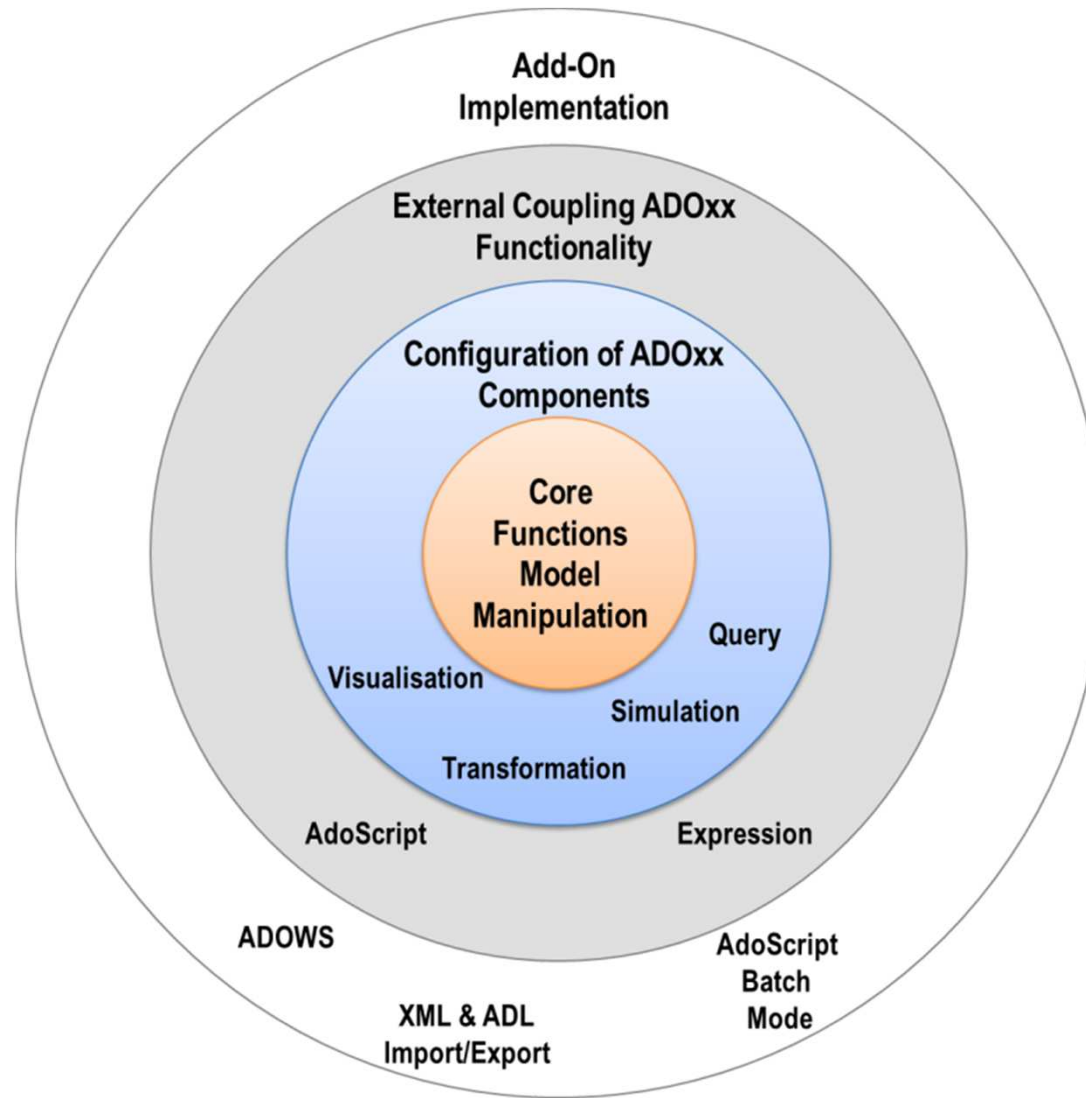 Add-On
Implementation
External Coupling ADOxx
Functionality
Configuration of ADOxx
Components
Core
Functions
Model
Manipulation
Query
Visualisation
Simulation
Transformation
AdoScript
Expression
ADOWS
AdoScript
Batch
Mode
XML & ADL
Import/Export